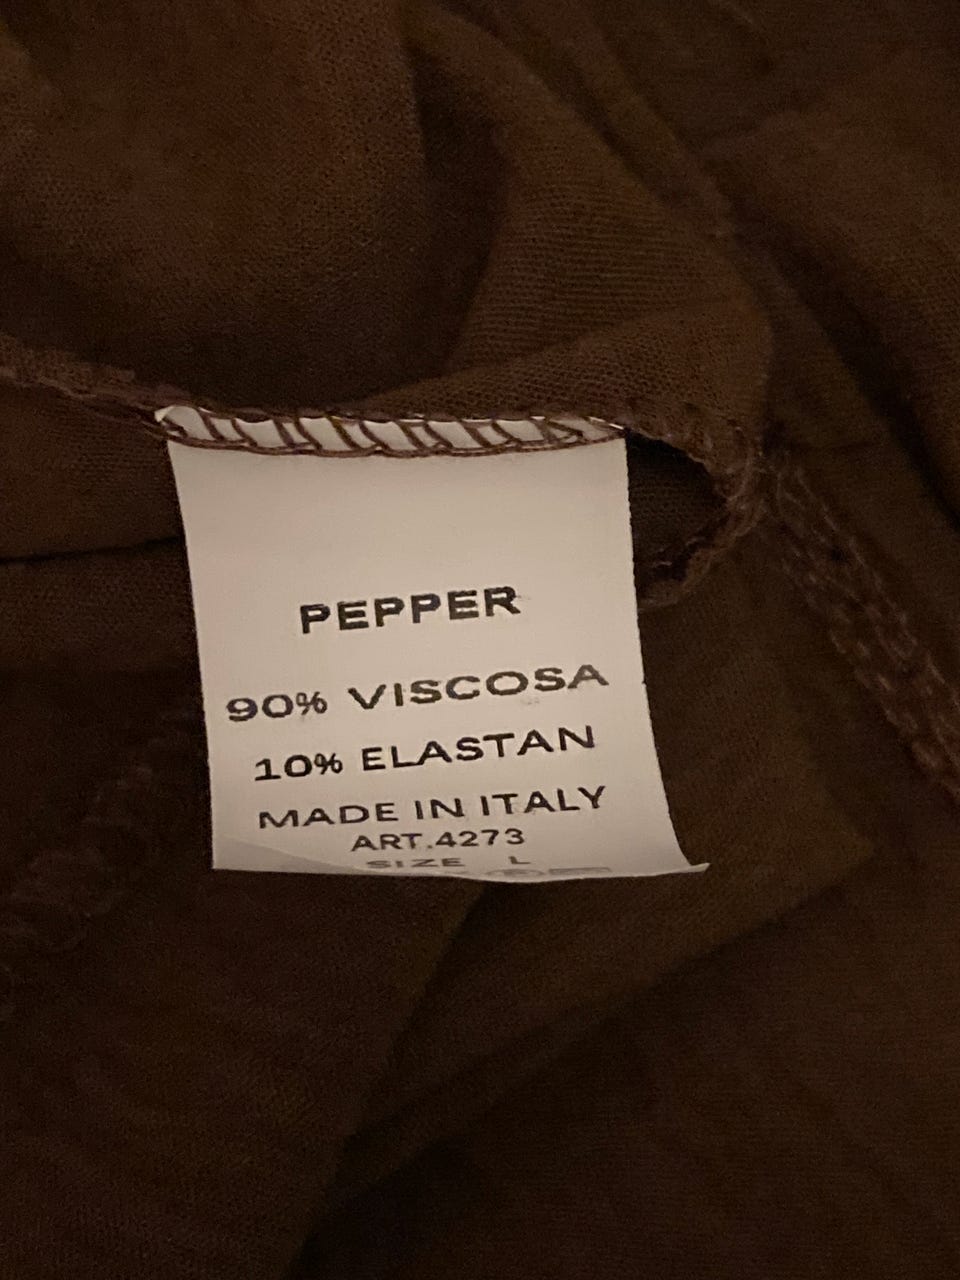 PEPPER
90% VISCOSA
10% ELASTAN
MADE IN ITALY
ART.4273
SIZE L